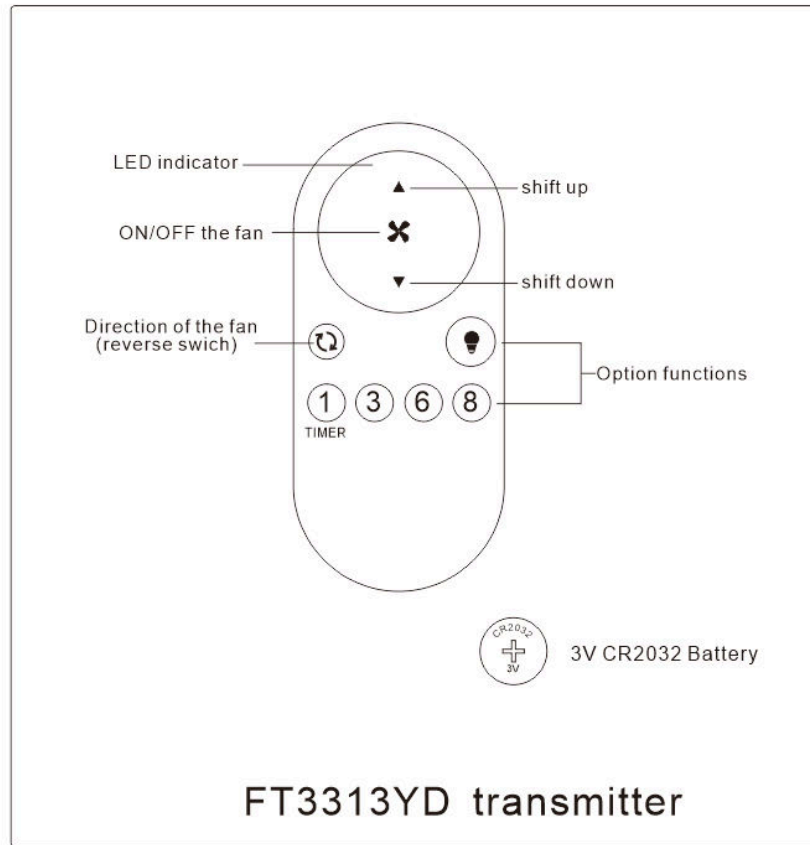 LED indicator
shift up
ON/OFF the fan
shift down
Direction of the fan
(reverse swich)
Option functions
1 3 6 8
TIMER
CR2032
3V
3V CR2032 Battery
FT3313YD transmitter